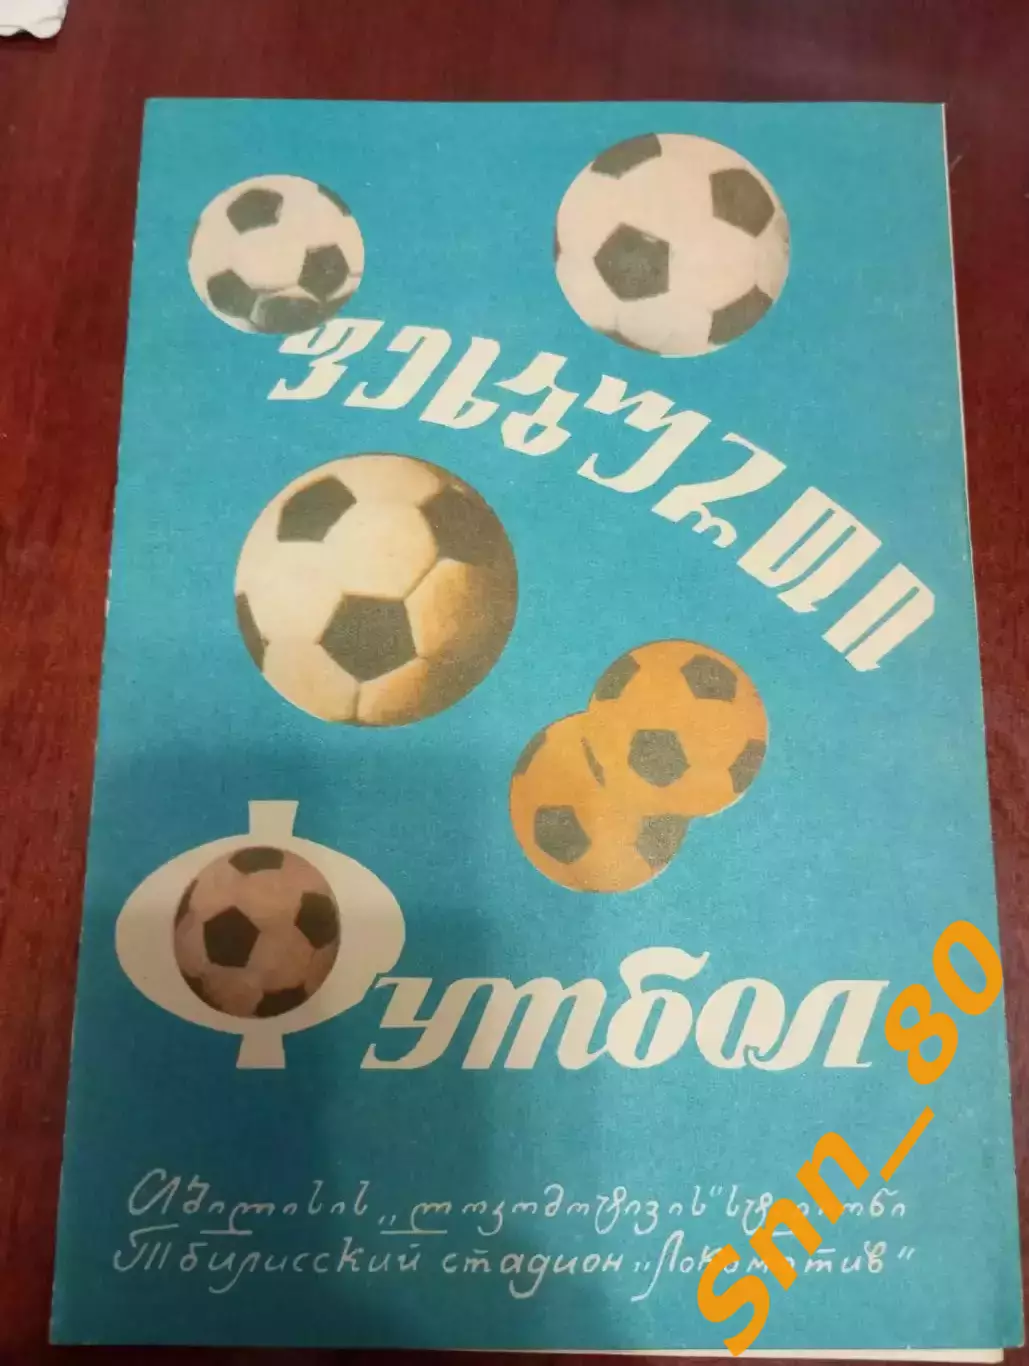 ფეხბურთი
Футбол
თბილისის „ლოკომოტივის" სტადიონი
Тбилисский стадион „Локомотив"
snn_80